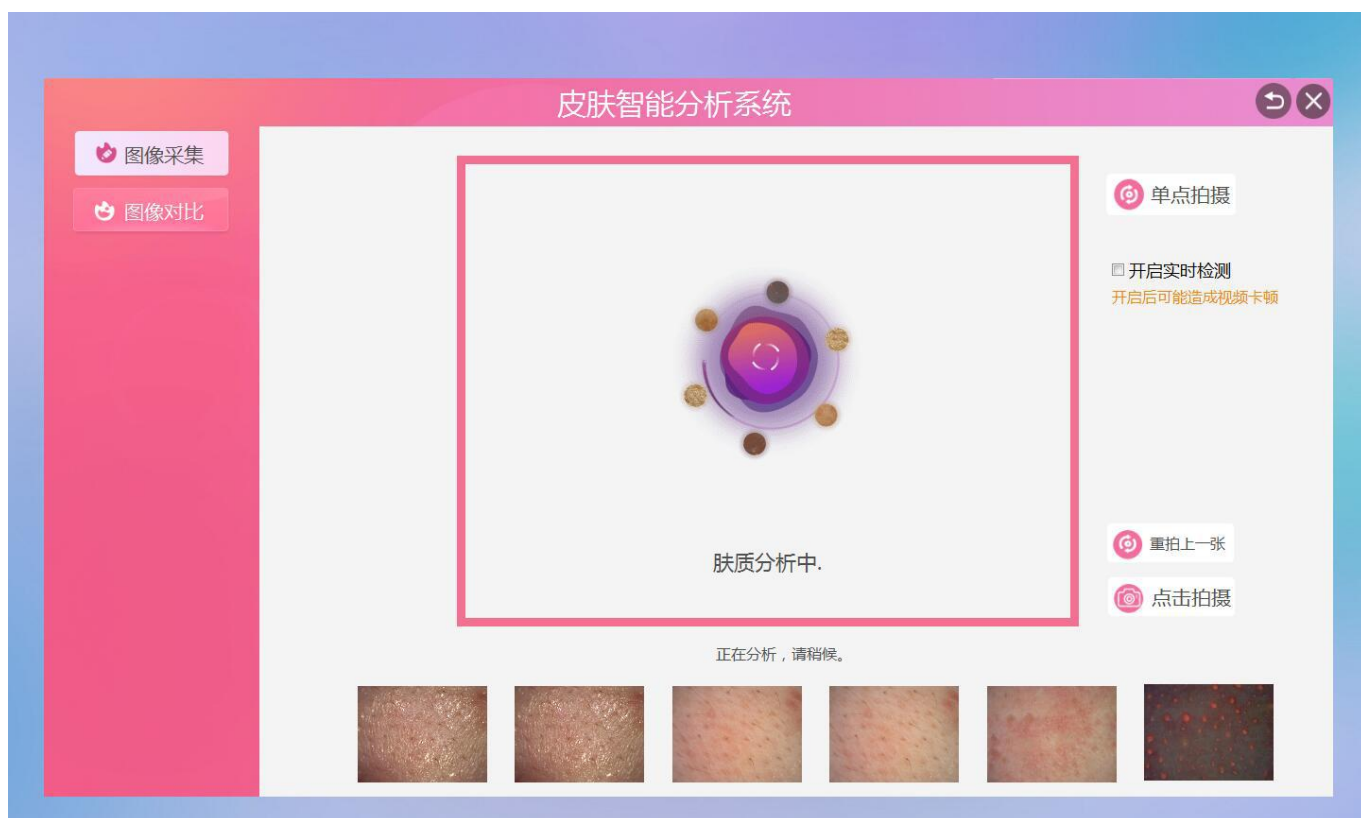 皮肤智能分析系统
图像采集
图像对比
单点拍摄
开启实时检测
开启后可能造成视频卡顿
肤质分析中.
重拍上一张
点击拍摄
正在分析，请稍候。